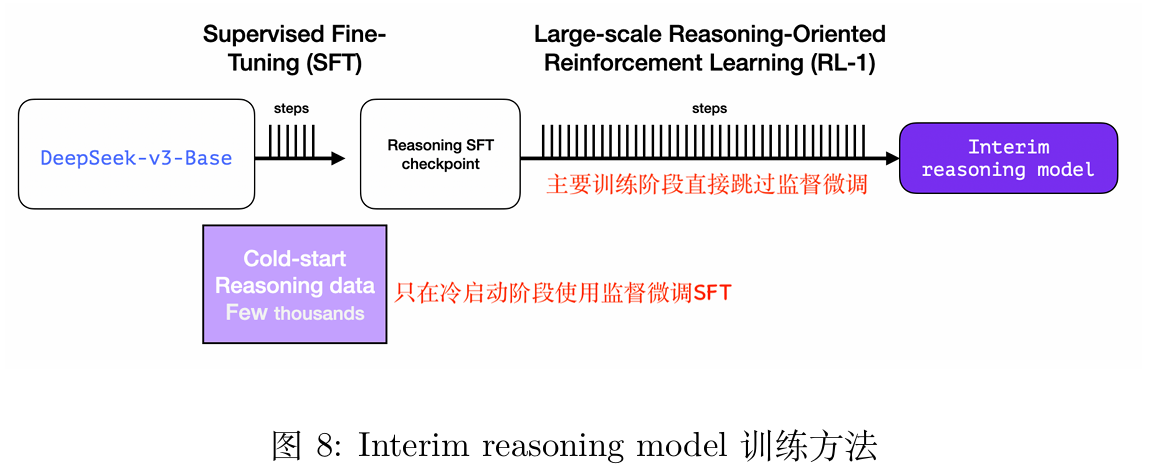 Supervised Fine-
Tuning (SFT)
Large-scale Reasoning-Oriented
Reinforcement Learning (RL-1)
steps
steps
DeepSeek-v3-Base
Reasoning SFT
checkpoint
Interim
reasoning model
主要训练阶段直接跳过监督微调
Cold-start
Reasoning data
Few thousands
只在冷启动阶段使用监督微调SFT
图 8: Interim reasoning model 训练方法